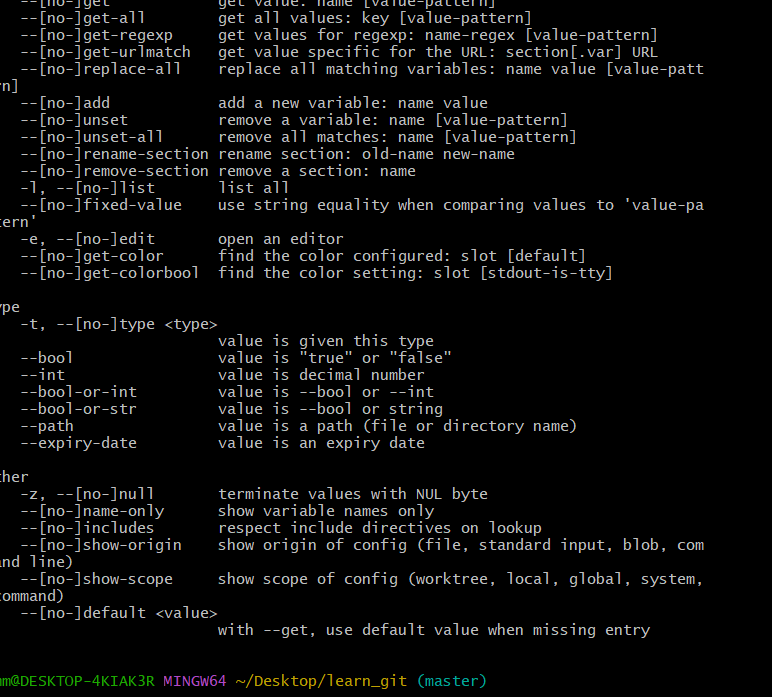 --[no-]get get value: name [value-pattern]
--[no-]get-all get all values: key [value-pattern]
--[no-]get-regexp get values for regexp: name-regex [value-pattern]
--[no-]get-urlmatch get value specific for the URL: section[.var] URL
--[no-]replace-all replace all matching variables: name value [value-patt
rn]
--[no-]add add a new variable: name value
--[no-]unset remove a variable: name [value-pattern]
--[no-]unset-all remove all matches: name [value-pattern]
--[no-]rename-section rename section: old-name new-name
--[no-]remove-section remove a section: name
-l, --[no-]list list all
--[no-]fixed-value use string equality when comparing values to 'value-pa
tern'
-e, --[no-]edit open an editor
--[no-]get-color find the color configured: slot [default]
--[no-]get-colorbool find the color setting: slot [stdout-is-tty]
ype
-t, --[no-]type <type>
value is given this type
--bool value is "true" or "false"
--int value is decimal number
--bool-or-int value is --bool or --int
--bool-or-str value is --bool or string
--path value is a path (file or directory name)
--expiry-date value is an expiry date
ther
-z, --[no-]null terminate values with NUL byte
--[no-]name-only show variable names only
--[no-]includes respect include directives on lookup
--[no-]show-origin show origin of config (file, standard input, blob, com
and line)
--[no-]show-scope show scope of config (worktree, local, global, system,
command)
--[no-]default <value>
with --get, use default value when missing entry
m@DESKTOP-4KIAK3R MINGW64 ~/Desktop/learn_git (master)